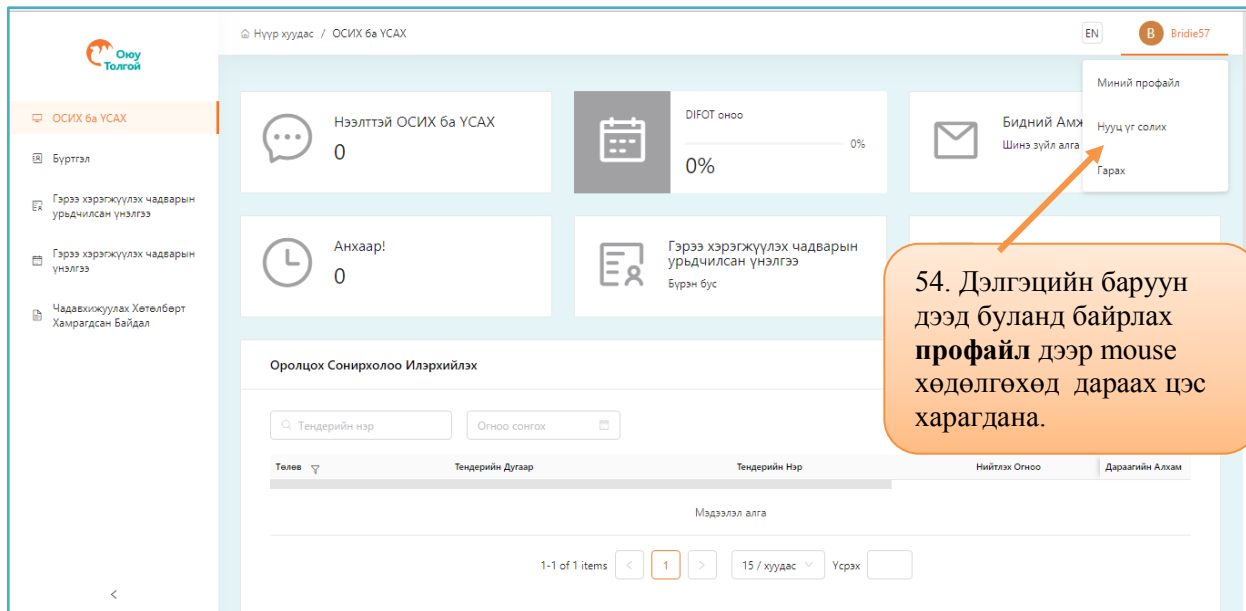 Оюу
Толгой
Нүүр хуудас / ОСИХ ба ҮСАХ
EN
B
Bridie57
Миний профайл
Нууц үг солих
Гарах
ОСИХ ба ҮСАХ
Бүртгэл
Гэрээ хэрэгжүүлэх чадварын
урьдчилсан үнэлгээ
Гэрээ хэрэгжүүлэх чадварын
үнэлгээ
Чадавхижуулах Хөтөлбөрт
Хамрагдсан Байдал
Нээлттэй ОСИХ ба ҮСАХ
0
DIFOT оноо
0%
0%
Бидний Амж
Шинэ зүйл алга
Анхаар!
0
Гэрээ хэрэгжүүлэх чадварын
урьдчилсан үнэлгээ
Бүрэн бус
54. Дэлгэцийн баруун
дээд буланд байрлах
профайл дээр mouse
хөдөлгөхөд дараах цэс
харагдана.
Оролцох Сонирхолоо Илэрхийлэх
Тендерийн нэр
Огноо сонгох
Төлөв
Тендерийн Дугаар
Тендерийн Нэр
Нийтлэх Огноо
Дараагийн Алхам
Мэдээлэл алга
1-1 of 1 items < 1 > 15 / хуудас Үсрэх
<